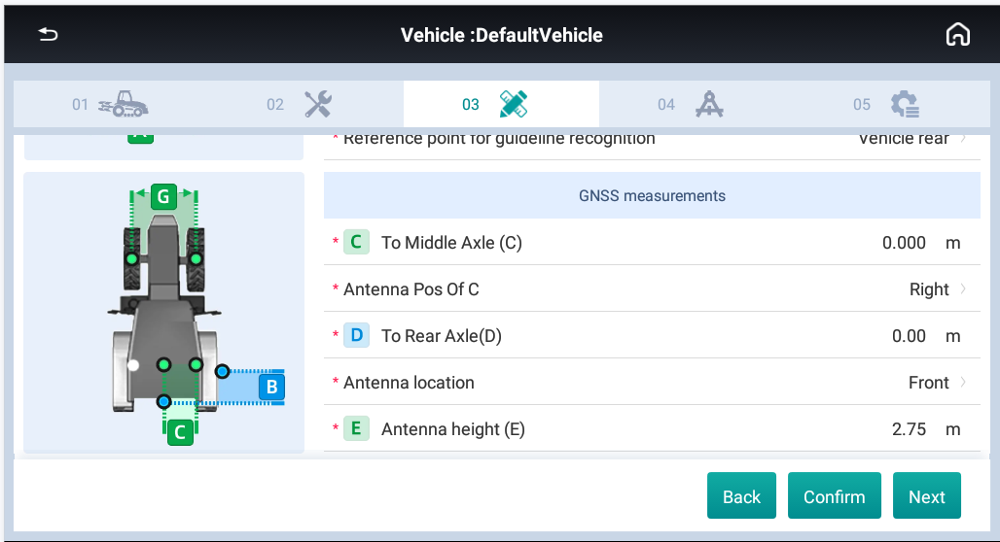 Vehicle :DefaultVehicle
01 02 03 04 05
Reference point for guideline recognition Vehicle rear
GNSS measurements
* C To Middle Axle (C) 0.000 m
* Antenna Pos Of C Right
* D To Rear Axle(D) 0.00 m
* Antenna location Front
* E Antenna height (E) 2.75 m
G
B
C
Back Confirm Next